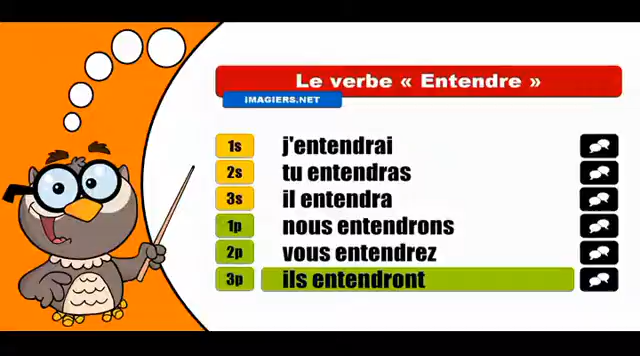 Le verbe « Entendre »
IMAGIERS.NET
1s j'entendrai
2s tu entendras
3s il entendra
1p nous entendrons
2p vous entendrez
3p ils entendront